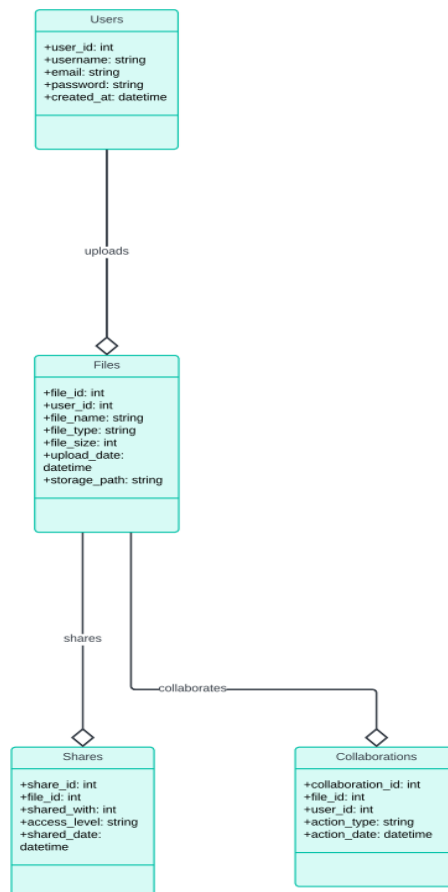 Users
+user_id: int
+username: string
+email: string
+password: string
+created_at: datetime
uploads
Files
+file_id: int
+user_id: int
+file_name: string
+file_type: string
+file_size: int
+upload_date:
datetime
+storage_path: string
shares
collaborates
Shares
+share_id: int
+file_id: int
+shared_with: int
+access_level: string
+shared_date:
datetime
Collaborations
+collaboration_id: int
+file_id: int
+user_id: int
+action_type: string
+action_date: datetime